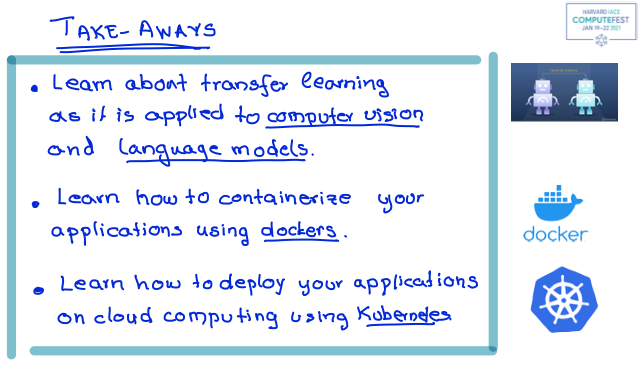 TAKE-AWAYS
HARVARD IACS
COMPUTEFEST
JAN 19-22 2021
• Learn about transfer learning
as it is applied to computer vision
and language models.
• Learn how to containerize your
applications using dockers.
docker
• Learn how to deploy your applications
on cloud computing using Kubernetes